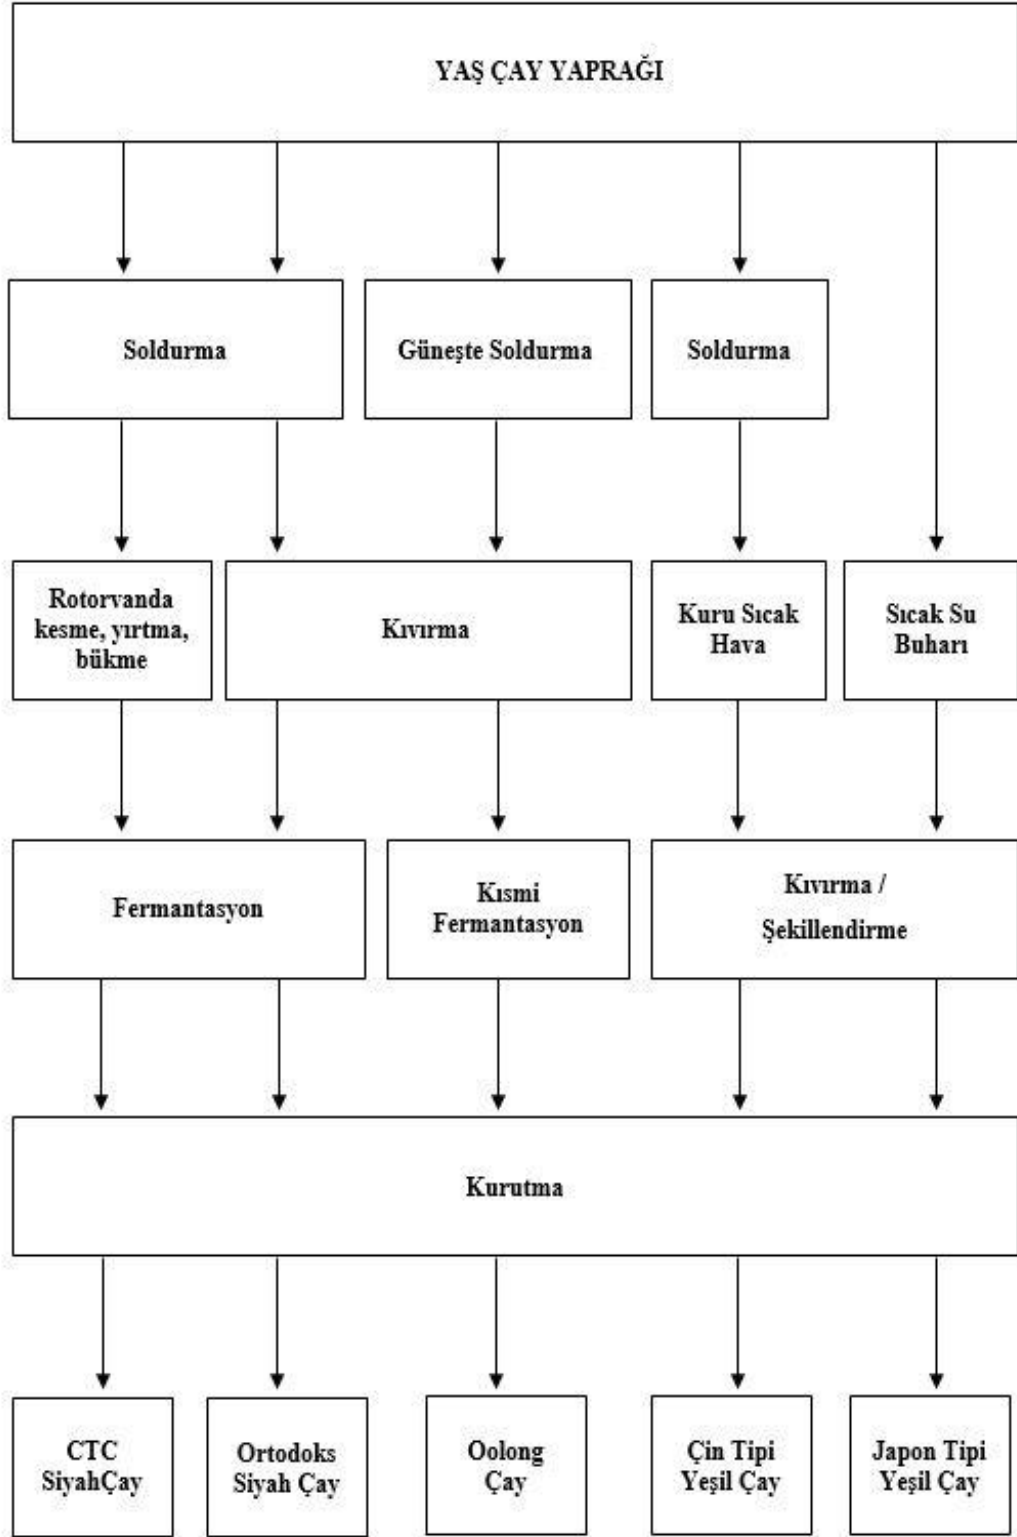 YAŞ ÇAY YAPRAĞI
Soldurma
Güneşte Soldurma
Soldurma
Rotorvanda
kesme, yırtma,
bükme
Kıvırma
Kuru Sıcak
Hava
Sıcak Su
Buharı
Fermantasyon
Kısmi
Fermantasyon
Kıvırma /
Şekillendirme
Kurutma
CTC
SiyahÇay
Ortodoks
Siyah Çay
Oolong
Çay
Çin Tipi
Yeşil Çay
Japon Tipi
Yeşil Çay